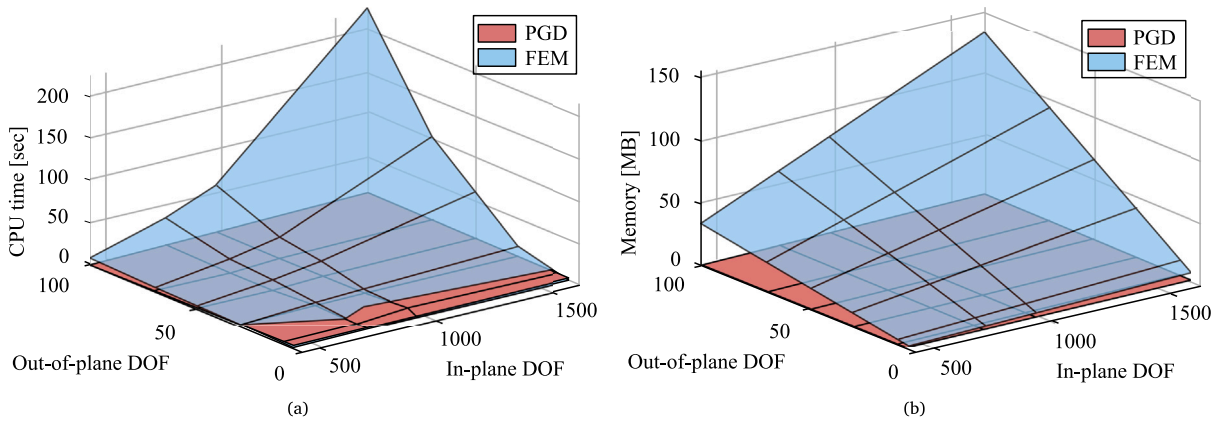 PGD
FEM
200
150
100
50
0
CPU time [sec]
100
50
0
Out-of-plane DOF
500
1000
1500
In-plane DOF
(a)
PGD
FEM
150
100
50
0
Memory [MB]
100
50
0
Out-of-plane DOF
500
1000
1500
In-plane DOF
(b)